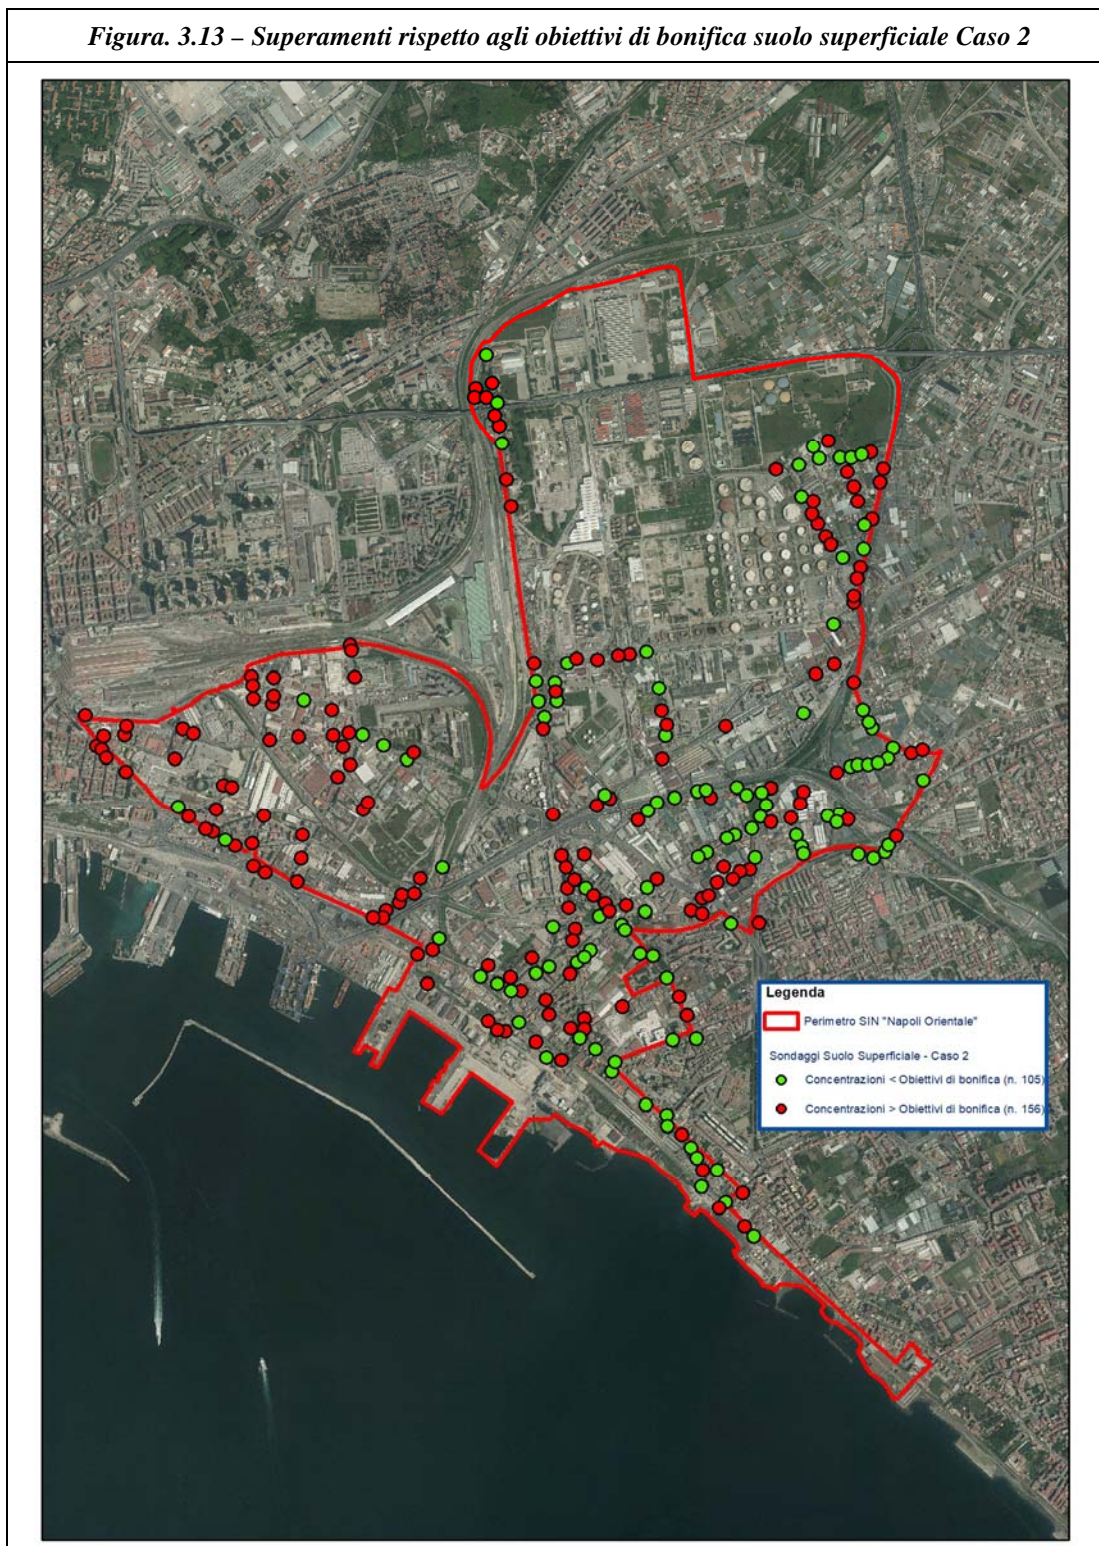 Figura. 3.13 – Superamenti rispetto agli obiettivi di bonifica suolo superficiale Caso 2
Legenda
Perimetro SIN "Napoli Orientale"
Sondaggi Suolo Superficiale - Caso 2
Concentrazioni < Obiettivi di bonifica (n. 105)
Concentrazioni > Obiettivi di bonifica (n. 156)